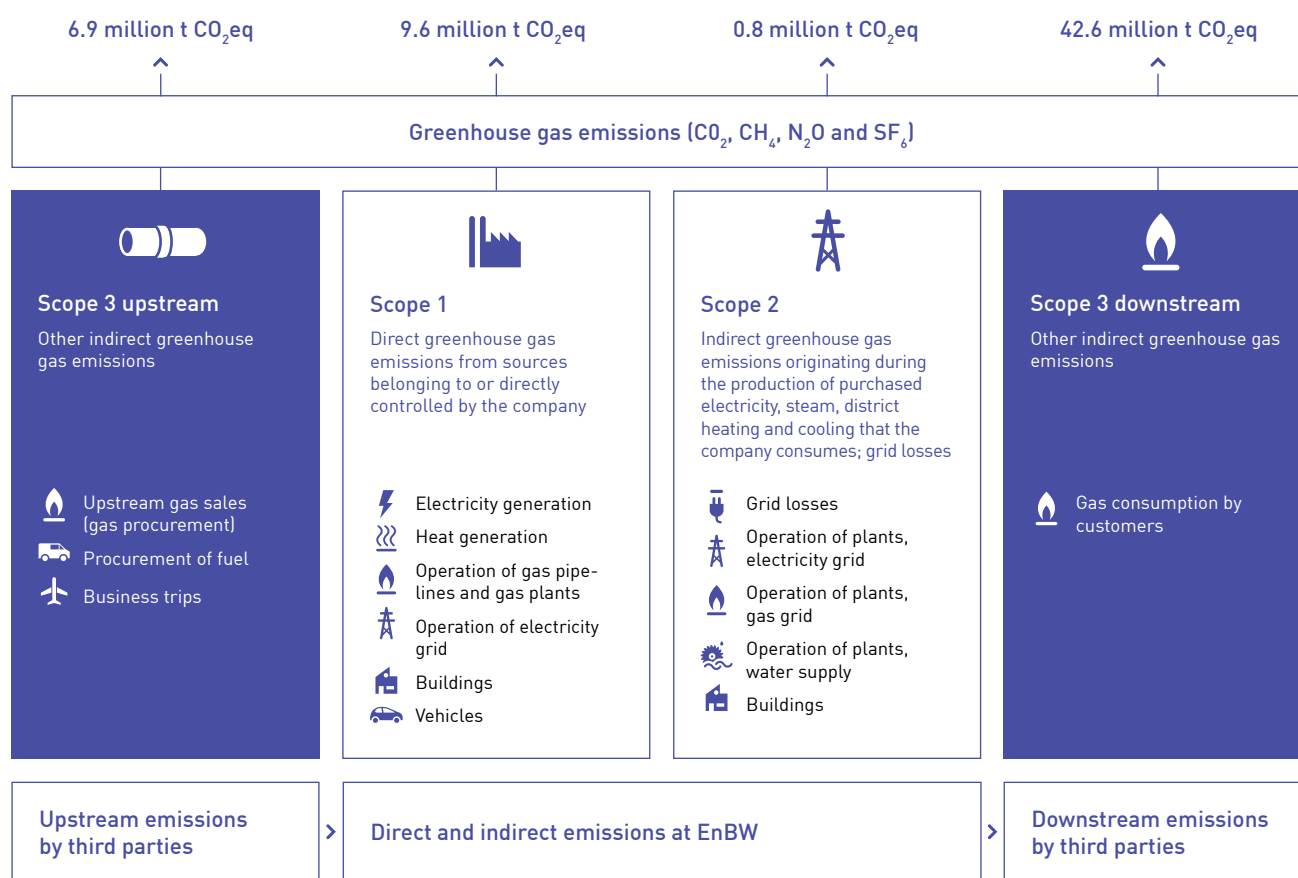 6.9 million t CO₂eq
9.6 million t CO₂eq
0.8 million t CO₂eq
42.6 million t CO₂eq
Greenhouse gas emissions (C0₂, CH₄, N₂O and SF₆)
Scope 3 upstream
Other indirect greenhouse
gas emissions
Upstream gas sales
(gas procurement)
Procurement of fuel
Business trips
Scope 1
Direct greenhouse gas
emissions from sources
belonging to or directly
controlled by the company
Electricity generation
Heat generation
Operation of gas pipe-
lines and gas plants
Operation of electricity
grid
Buildings
Vehicles
Scope 2
Indirect greenhouse gas
emissions originating during
the production of purchased
electricity, steam, district
heating and cooling that the
company consumes; grid losses
Grid losses
Operation of plants,
electricity grid
Operation of plants,
gas grid
Operation of plants,
water supply
Buildings
Scope 3 downstream
Other indirect greenhouse gas
emissions
Gas consumption by
customers
Upstream emissions
by third parties
Direct and indirect emissions at EnBW
Downstream emissions
by third parties